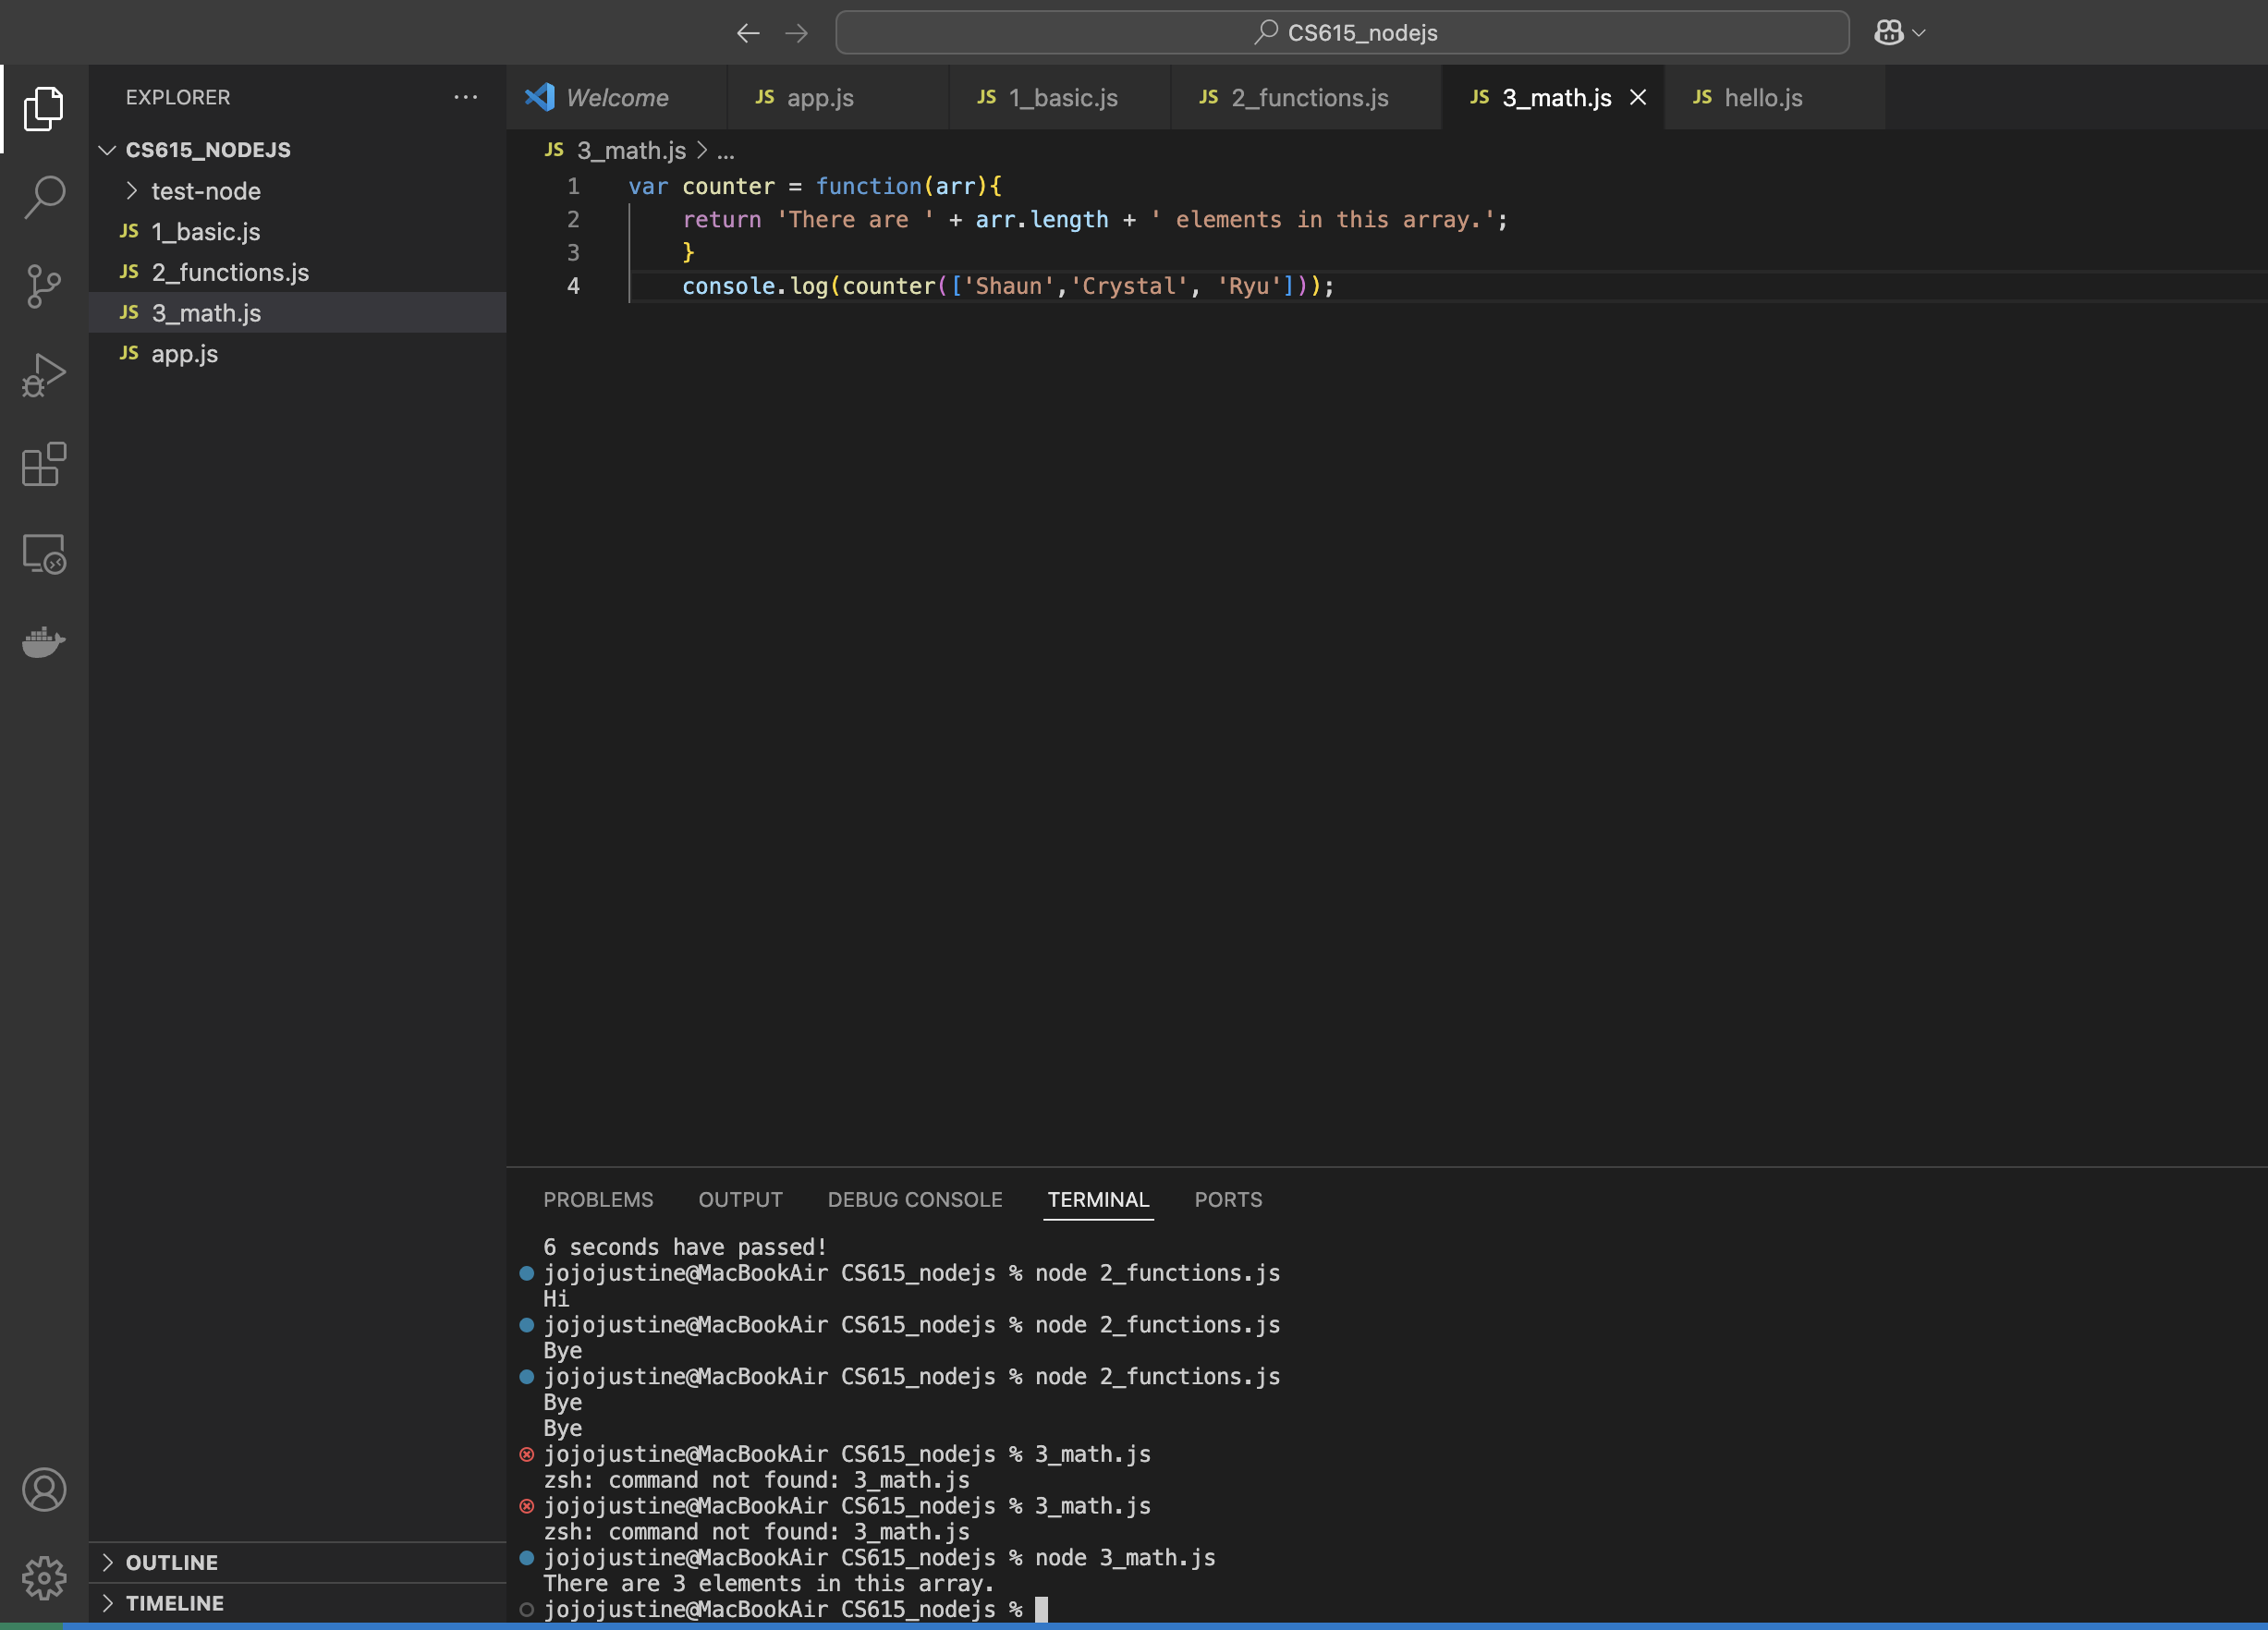 CS615_nodejs
EXPLORER
Welcome
JS app.js
JS 1_basic.js
JS 2_functions.js
JS 3_math.js
JS hello.js
CS615_NODEJS
test-node
JS 1_basic.js
JS 2_functions.js
JS 3_math.js
JS app.js
JS 3_math.js > ...
1 var counter = function(arr){
2 return 'There are ' + arr.length + ' elements in this array.';
3 }
4 console.log(counter(['Shaun','Crystal', 'Ryu']));
PROBLEMS OUTPUT DEBUG CONSOLE TERMINAL PORTS
6 seconds have passed!
jojojustine@MacBookAir CS615_nodejs % node 2_functions.js
Hi
jojojustine@MacBookAir CS615_nodejs % node 2_functions.js
Bye
jojojustine@MacBookAir CS615_nodejs % node 2_functions.js
Bye
Bye
jojojustine@MacBookAir CS615_nodejs % 3_math.js
zsh: command not found: 3_math.js
jojojustine@MacBookAir CS615_nodejs % 3_math.js
zsh: command not found: 3_math.js
jojojustine@MacBookAir CS615_nodejs % node 3_math.js
There are 3 elements in this array.
jojojustine@MacBookAir CS615_nodejs %
OUTLINE
TIMELINE